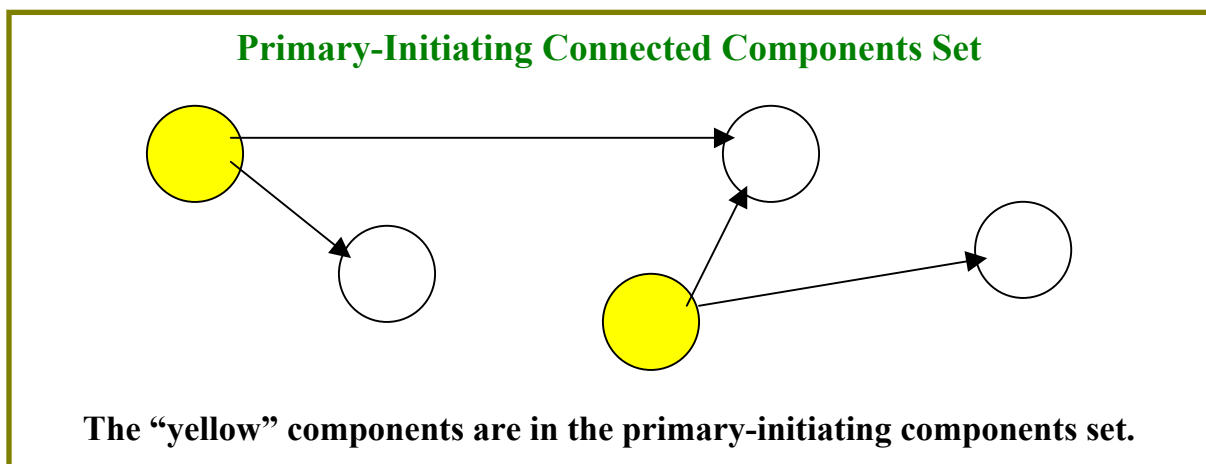 Primary-Initiating Connected Components Set
The “yellow” components are in the primary-initiating components set.